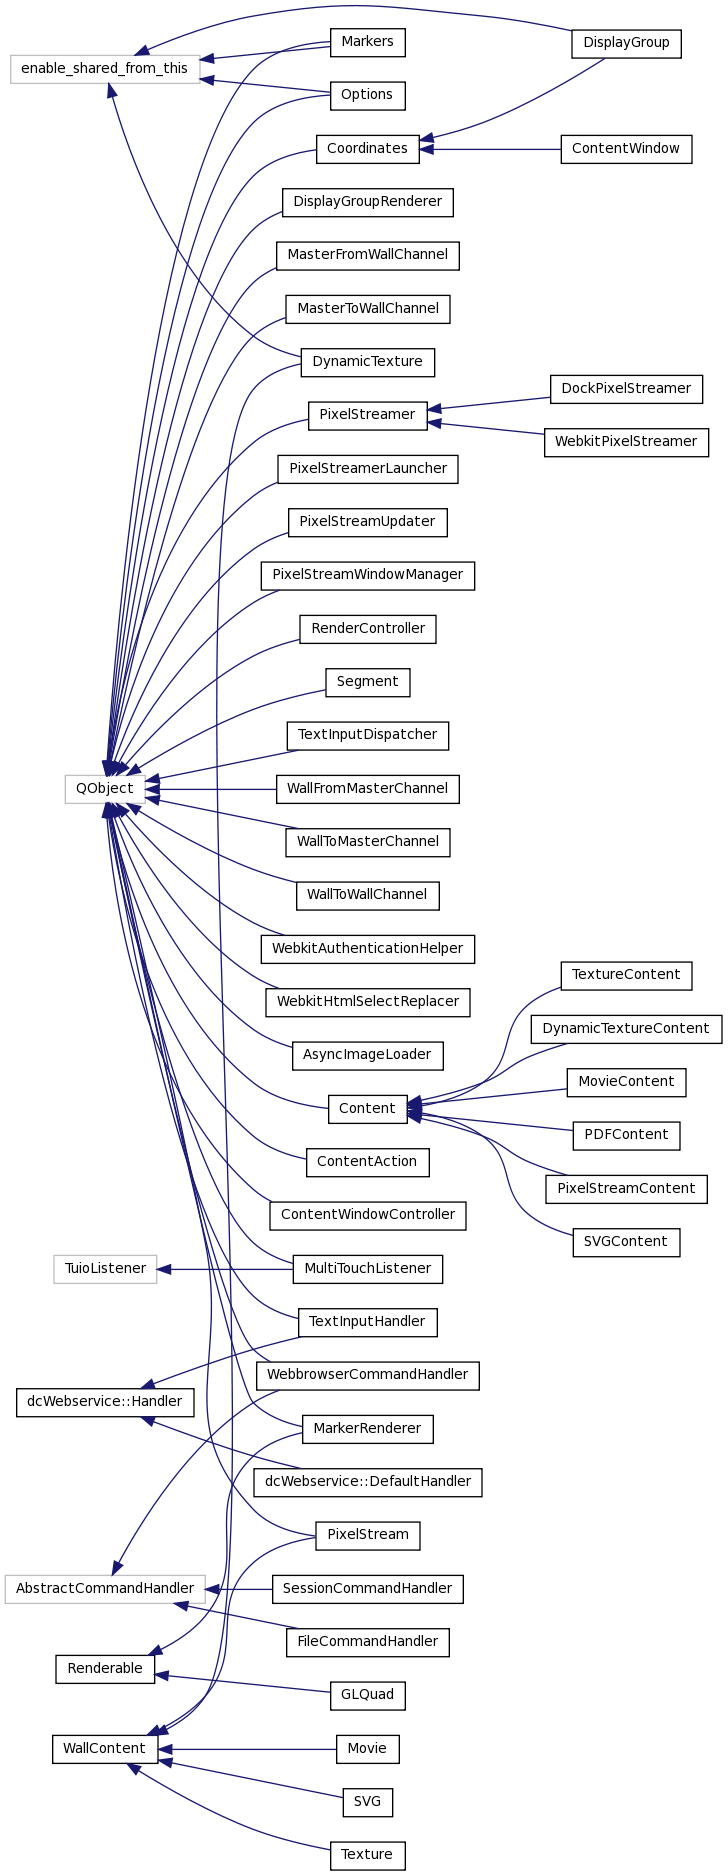 Markers
DisplayGroup
enable_shared_from_this
Options
Coordinates
ContentWindow
DisplayGroupRenderer
MasterFromWallChannel
MasterToWallChannel
DynamicTexture
DockPixelStreamer
PixelStreamer
WebkitPixelStreamer
PixelStreamerLauncher
PixelStreamUpdater
PixelStreamWindowManager
RenderController
Segment
TextInputDispatcher
QObject
WallFromMasterChannel
WallToMasterChannel
WallToWallChannel
WebkitAuthenticationHelper
TextureContent
WebkitHtmlSelectReplacer
DynamicTextureContent
AsyncImageLoader
MovieContent
Content
PDFContent
ContentAction
PixelStreamContent
ContentWindowController
SVGContent
TuioListener
MultiTouchListener
TextInputHandler
WebbrowserCommandHandler
dcWebservice::Handler
MarkerRenderer
dcWebservice::DefaultHandler
PixelStream
AbstractCommandHandler
SessionCommandHandler
FileCommandHandler
Renderable
GLQuad
WallContent
Movie
SVG
Texture